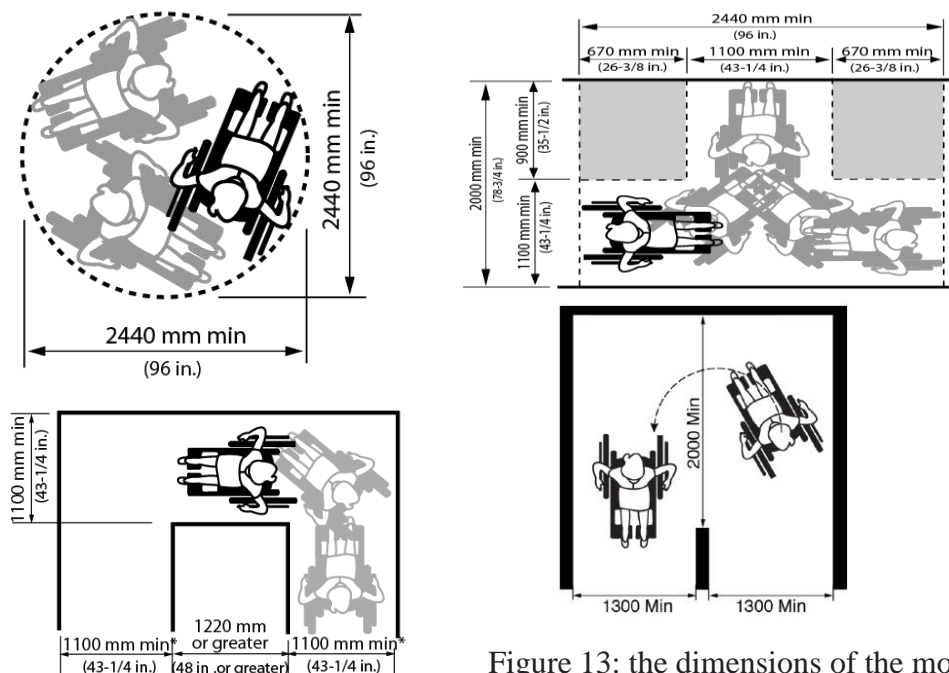 2440 mm min
(96 in.)
2440 mm min
(96 in.)
2440 mm min
(96 in.)
670 mm min
(26-3/8 in.)
1100 mm min
(43-1/4 in.)
670 mm min
(26-3/8 in.)
2000 mm min
(78-3/4 in.)
900 mm min
(35-1/2 in.)
1100 mm min
(43-1/4 in.)
1100 mm min
(43-1/4 in.)
1100 mm min*
(43-1/4 in.)
1220 mm
or greater
(48 in .or greater)
1100 mm min*
(43-1/4 in.)
2000 Min
1300 Min
1300 Min
Figure 13: the dimensions of the mo